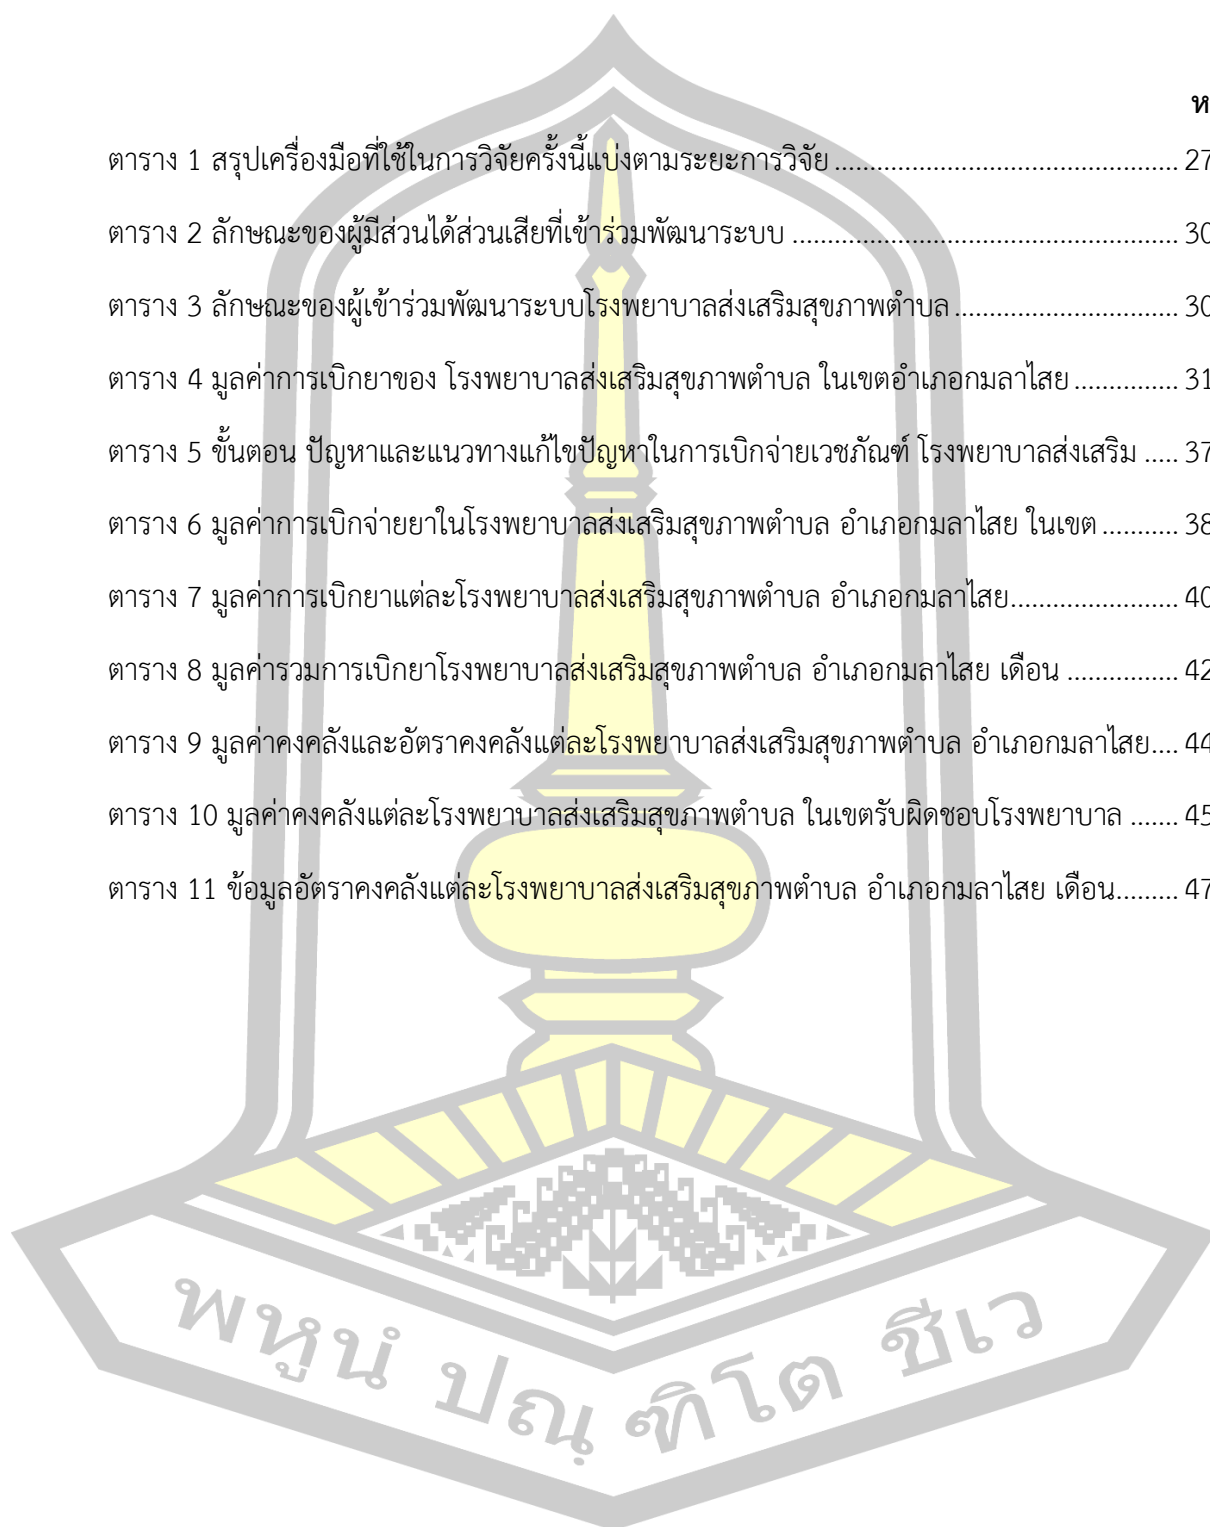 ห
ตาราง 1 สรุปเครื่องมือที่ใช้ในการวิจัยครั้งนี้แบ่งตามระยะการวิจัย ........................................................ 27
ตาราง 2 ลักษณะของผู้มีส่วนได้ส่วนเสียที่เข้าร่วมพัฒนาระบบ ............................................................... 30
ตาราง 3 ลักษณะของผู้เข้าร่วมพัฒนาระบบโรงพยาบาลส่งเสริมสุขภาพตำบล .................................... 30
ตาราง 4 มูลค่าการเบิกยาของ โรงพยาบาลส่งเสริมสุขภาพตำบล ในเขตอำเภอกมลาไสย ................. 31
ตาราง 5 ขั้นตอน ปัญหาและแนวทางแก้ไขปัญหาในการเบิกจ่ายเวชภัณฑ์ โรงพยาบาลส่งเสริม ..... 37
ตาราง 6 มูลค่าการเบิกจ่ายยาในโรงพยาบาลส่งเสริมสุขภาพตำบล อำเภอกมลาไสย ในเขต ............ 38
ตาราง 7 มูลค่าการเบิกยาแต่ละโรงพยาบาลส่งเสริมสุขภาพตำบล อำเภอกมลาไสย........................... 40
ตาราง 8 มูลค่ารวมการเบิกยาโรงพยาบาลส่งเสริมสุขภาพตำบล อำเภอกมลาไสย เดือน ................. 42
ตาราง 9 มูลค่าคงคลังและอัตราคงคลังแต่ละโรงพยาบาลส่งเสริมสุขภาพตำบล อำเภอกมลาไสย.... 44
ตาราง 10 มูลค่าคงคลังแต่ละโรงพยาบาลส่งเสริมสุขภาพตำบล ในเขตรับผิดชอบโรงพยาบาล ....... 45
ตาราง 11 ข้อมูลอัตราคงคลังแต่ละโรงพยาบาลส่งเสริมสุขภาพตำบล อำเภอกมลาไสย เดือน......... 47
พหูนํ ปณฺฑิโต ชีเว